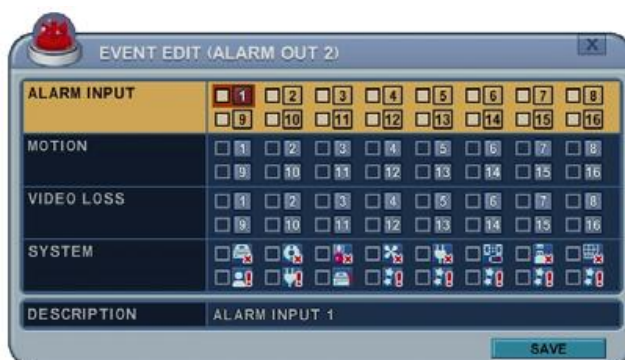 EVENT EDIT (ALARM OUT 2)
X
ALARM INPUT 1 2 3 4 5 6 7 8
9 10 11 12 13 14 15 16
MOTION 1 2 3 4 5 6 7 8
9 10 11 12 13 14 15 16
VIDEO LOSS 1 2 3 4 5 6 7 8
9 10 11 12 13 14 15 16
SYSTEM
DESCRIPTION ALARM INPUT 1
SAVE